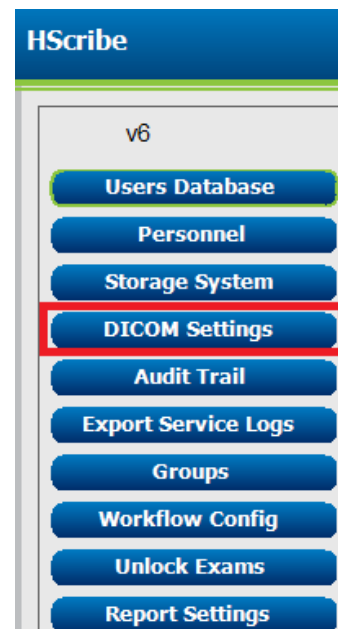 HScribe
v6
Users Database
Personnel
Storage System
DICOM Settings
Audit Trail
Export Service Logs
Groups
Workflow Config
Unlock Exams
Report Settings